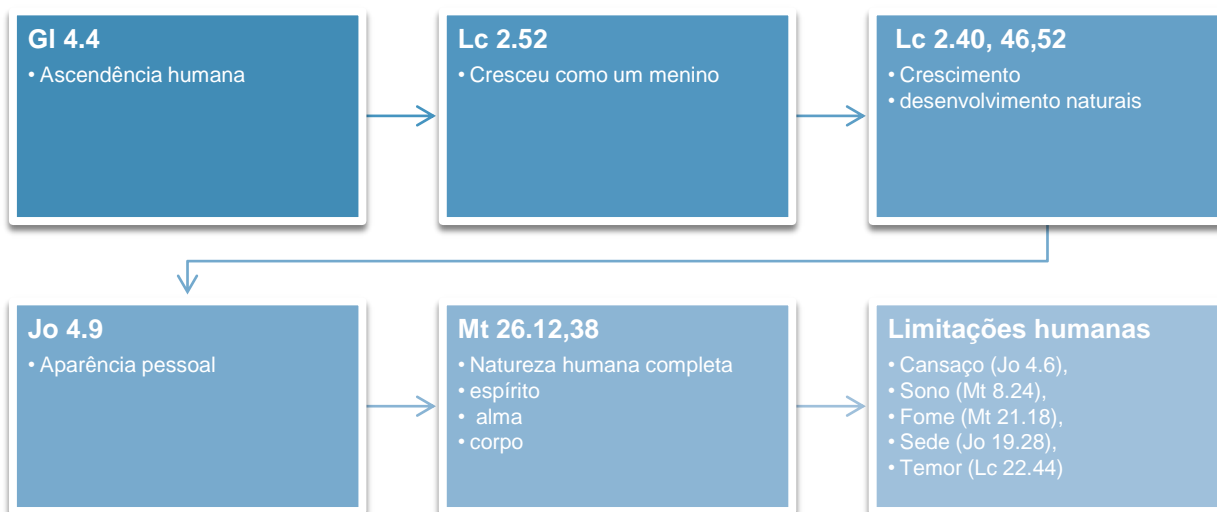 Gl 4.4
• Ascendência humana
Lc 2.52
• Cresceu como um menino
Lc 2.40, 46,52
• Crescimento
• desenvolvimento naturais
Jo 4.9
• Aparência pessoal
Mt 26.12,38
• Natureza humana completa
• espírito
• alma
• corpo
Limitações humanas
• Cansaço (Jo 4.6),
• Sono (Mt 8.24),
• Fome (Mt 21.18),
• Sede (Jo 19.28),
• Temor (Lc 22.44)